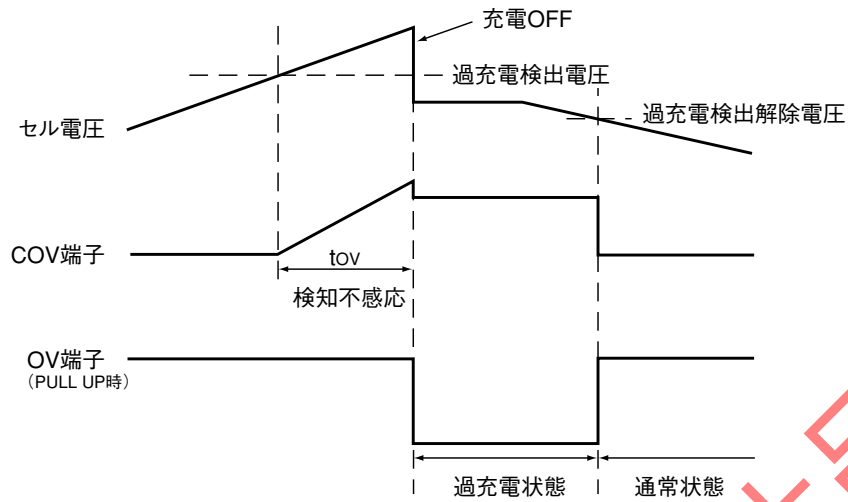 充電OFF
過充電検出電圧
過充電検出解除電圧
セル電圧
COV端子
tov
検知不感応
OV端子
（PULL UP時）
過充電状態
通常状態